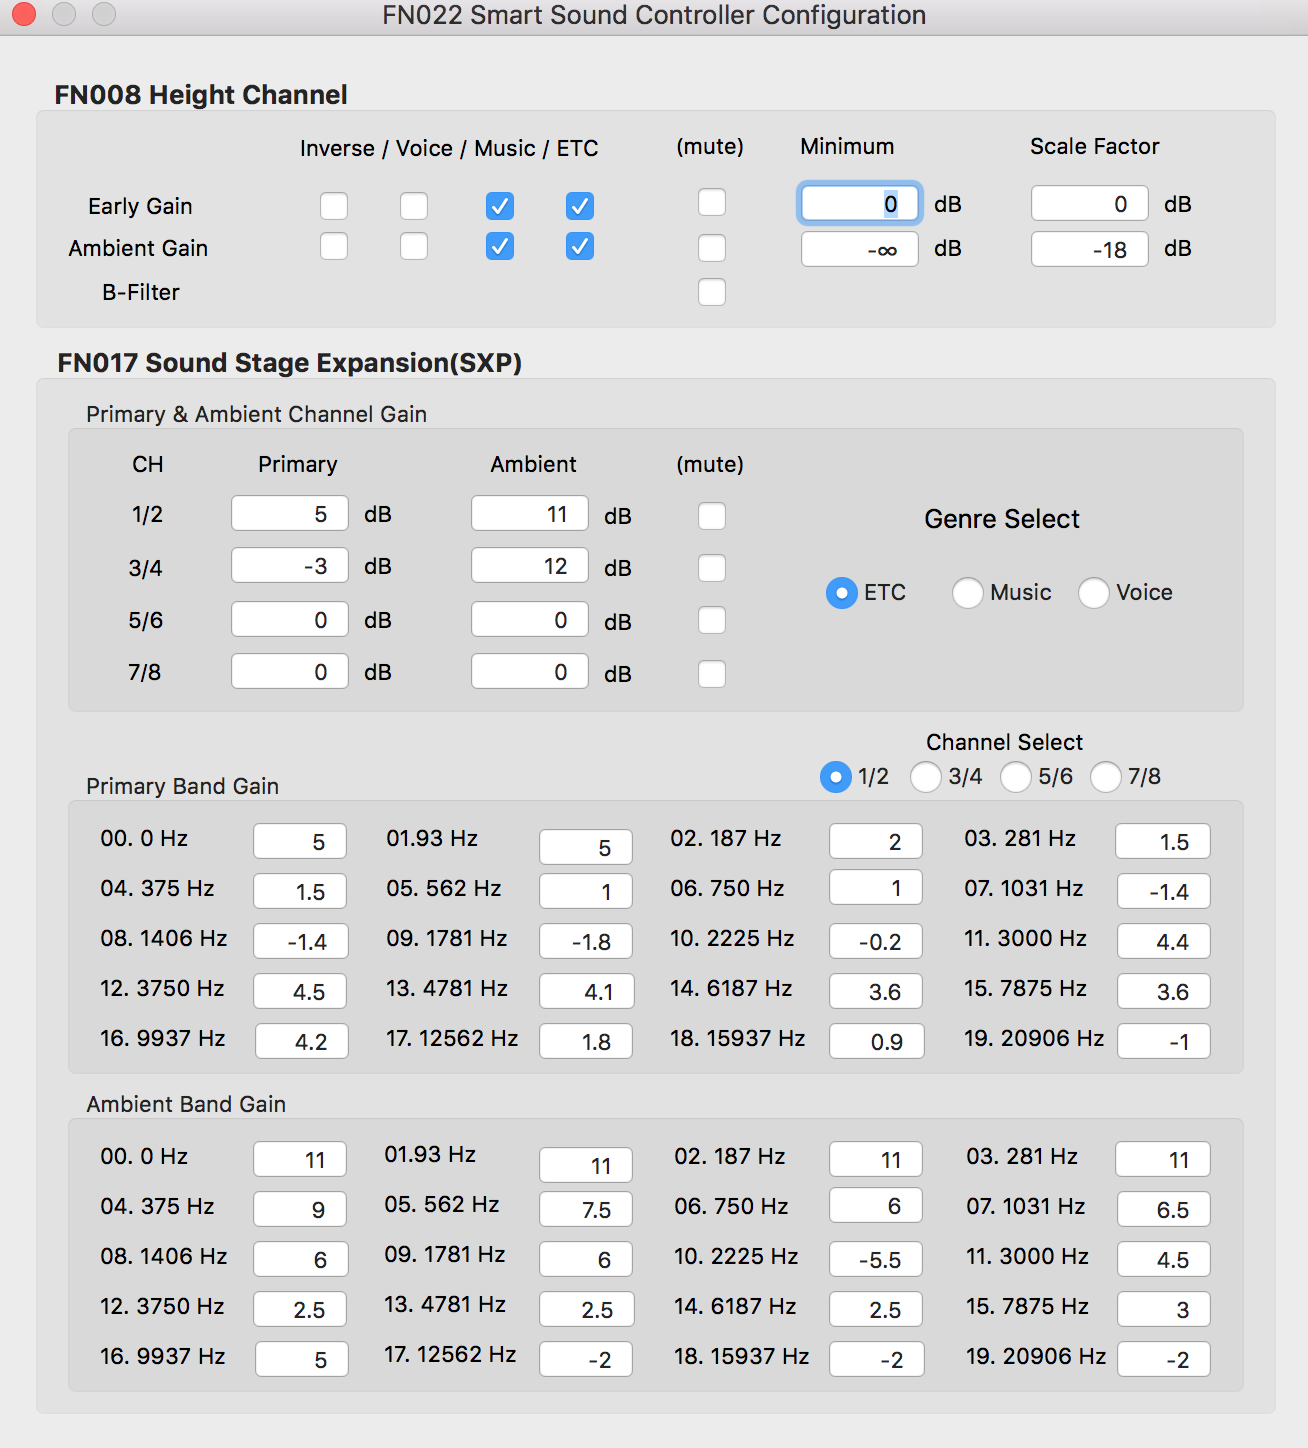 FN022 Smart Sound Controller Configuration
FN008 Height Channel
Inverse / Voice / Music / ETC (mute) Minimum Scale Factor
Early Gain 0 dB 0 dB
Ambient Gain -∞ dB -18 dB
B-Filter
FN017 Sound Stage Expansion(SXP)
Primary & Ambient Channel Gain
CH Primary Ambient (mute)
1/2 5 dB 11 dB
Genre Select
3/4 -3 dB 12 dB
ETC Music Voice
5/6 0 dB 0 dB
7/8 0 dB 0 dB
Channel Select
1/2 3/4 5/6 7/8
Primary Band Gain
00. 0 Hz 5 01.93 Hz 5 02. 187 Hz 2 03. 281 Hz 1.5
04. 375 Hz 1.5 05. 562 Hz 1 06. 750 Hz 1 07. 1031 Hz -1.4
08. 1406 Hz -1.4 09. 1781 Hz -1.8 10. 2225 Hz -0.2 11. 3000 Hz 4.4
12. 3750 Hz 4.5 13. 4781 Hz 4.1 14. 6187 Hz 3.6 15. 7875 Hz 3.6
16. 9937 Hz 4.2 17. 12562 Hz 1.8 18. 15937 Hz 0.9 19. 20906 Hz -1
Ambient Band Gain
00. 0 Hz 11 01.93 Hz 11 02. 187 Hz 11 03. 281 Hz 11
04. 375 Hz 9 05. 562 Hz 7.5 06. 750 Hz 6 07. 1031 Hz 6.5
08. 1406 Hz 6 09. 1781 Hz 6 10. 2225 Hz -5.5 11. 3000 Hz 4.5
12. 3750 Hz 2.5 13. 4781 Hz 2.5 14. 6187 Hz 2.5 15. 7875 Hz 3
16. 9937 Hz 5 17. 12562 Hz -2 18. 15937 Hz -2 19. 20906 Hz -2